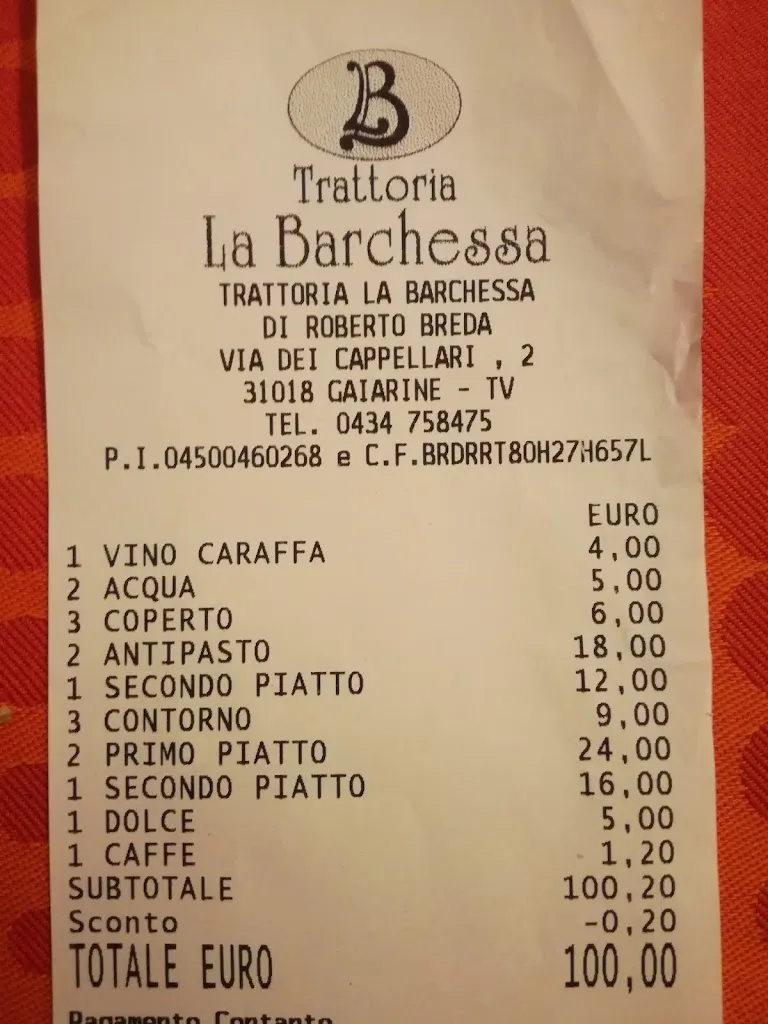 B
Trattoria
La Barchessa
TRATTORIA LA BARCHESSA
DI ROBERTO BREDA
VIA DEI CAPPELLARI , 2
31018 GAIARINE - TV
TEL. 0434 758475
P.I.04500460268 e C.F.BRDRRT80H27H657L
EURO
1 VINO CARAFFA 4,00
2 ACQUA 5,00
3 COPERTO 6,00
2 ANTIPASTO 18,00
1 SECONDO PIATTO 12,00
3 CONTORNO 9,00
2 PRIMO PIATTO 24,00
1 SECONDO PIATTO 16,00
1 DOLCE 5,00
1 CAFFE 1,20
SUBTOTALE 100,20
Sconto -0,20
TOTALE EURO 100,00
Pagamento Contante